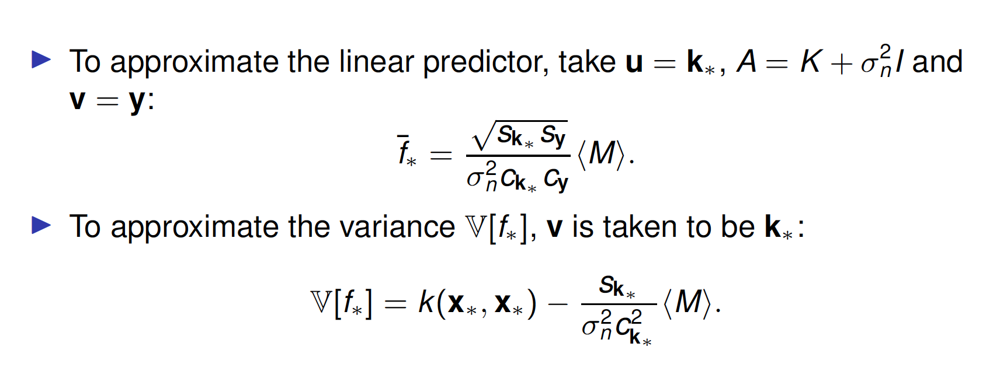 ▶ To approximate the linear predictor, take $\mathbf{u} = \mathbf{k}_*$, $A = K + \sigma_n^2 I$ and
$\mathbf{v} = \mathbf{y}$:
$\bar{f}_* = \frac{\sqrt{s_{\mathbf{k}_*} s_{\mathbf{y}}}}{\sigma_n^2 c_{\mathbf{k}_*} c_{\mathbf{y}}} \langle M \rangle.$
▶ To approximate the variance $\mathbb{V}[f_*]$, $\mathbf{v}$ is taken to be $\mathbf{k}_*$:
$\mathbb{V}[f_*] = k(\mathbf{x}_*, \mathbf{x}_*) - \frac{s_{\mathbf{k}_*}}{\sigma_n^2 c_{\mathbf{k}_*}^2} \langle M \rangle.$